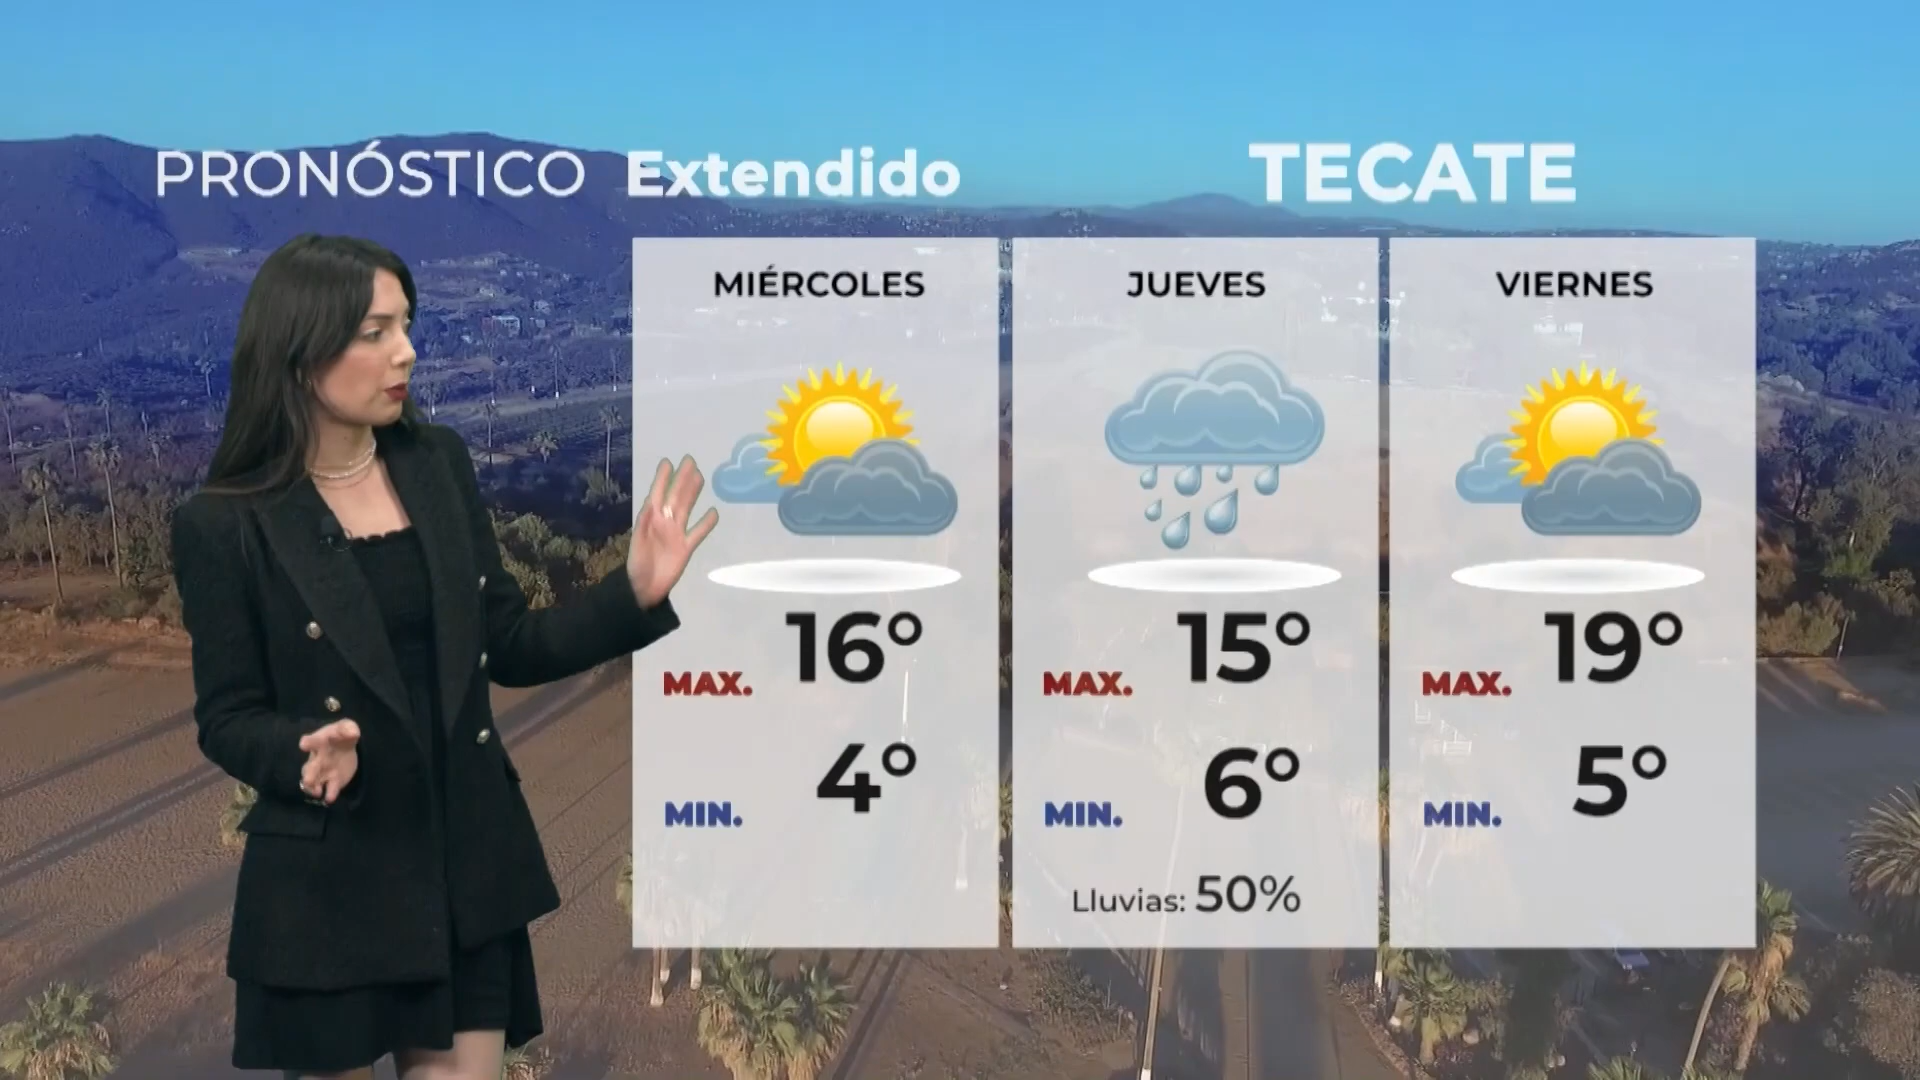 PRONÓSTICO Extendido
TECATE
MIÉRCOLES
MAX. 16°
MIN. 4°
JUEVES
MAX. 15°
MIN. 6°
Lluvias: 50%
VIERNES
MAX. 19°
MIN. 5°